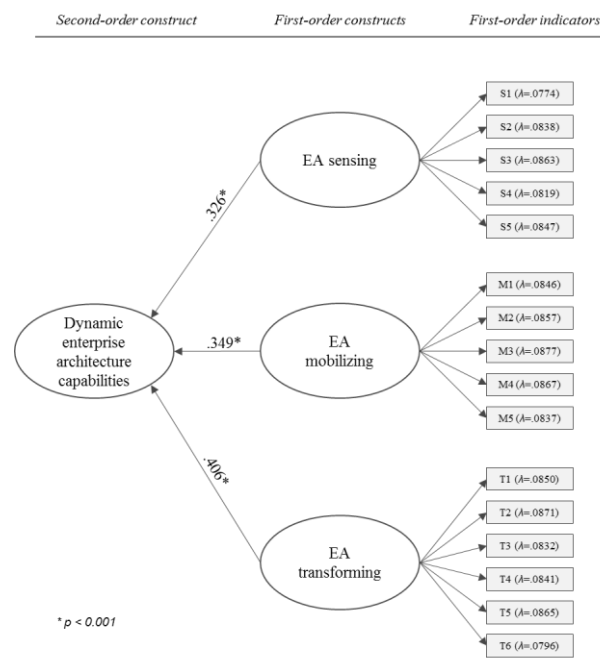 Second-order construct
First-order constructs
First-order indicators
EA sensing
S1 (λ=.0774)
S2 (λ=.0838)
S3 (λ=.0863)
S4 (λ=.0819)
S5 (λ=.0847)
.326*
Dynamic
enterprise
architecture
capabilities
.349*
EA
mobilizing
M1 (λ=.0846)
M2 (λ=.0857)
M3 (λ=.0877)
M4 (λ=.0867)
M5 (λ=.0837)
.406*
EA
transforming
T1 (λ=.0850)
T2 (λ=.0871)
T3 (λ=.0832)
T4 (λ=.0841)
T5 (λ=.0865)
T6 (λ=.0796)
* p < 0.001